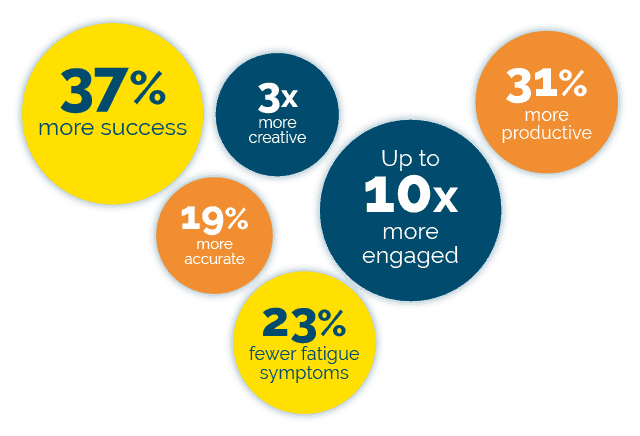 37%
more success
3x
more
creative
31%
more
productive
Up to
10x
more
engaged
19%
more
accurate
23%
fewer fatigue
symptoms